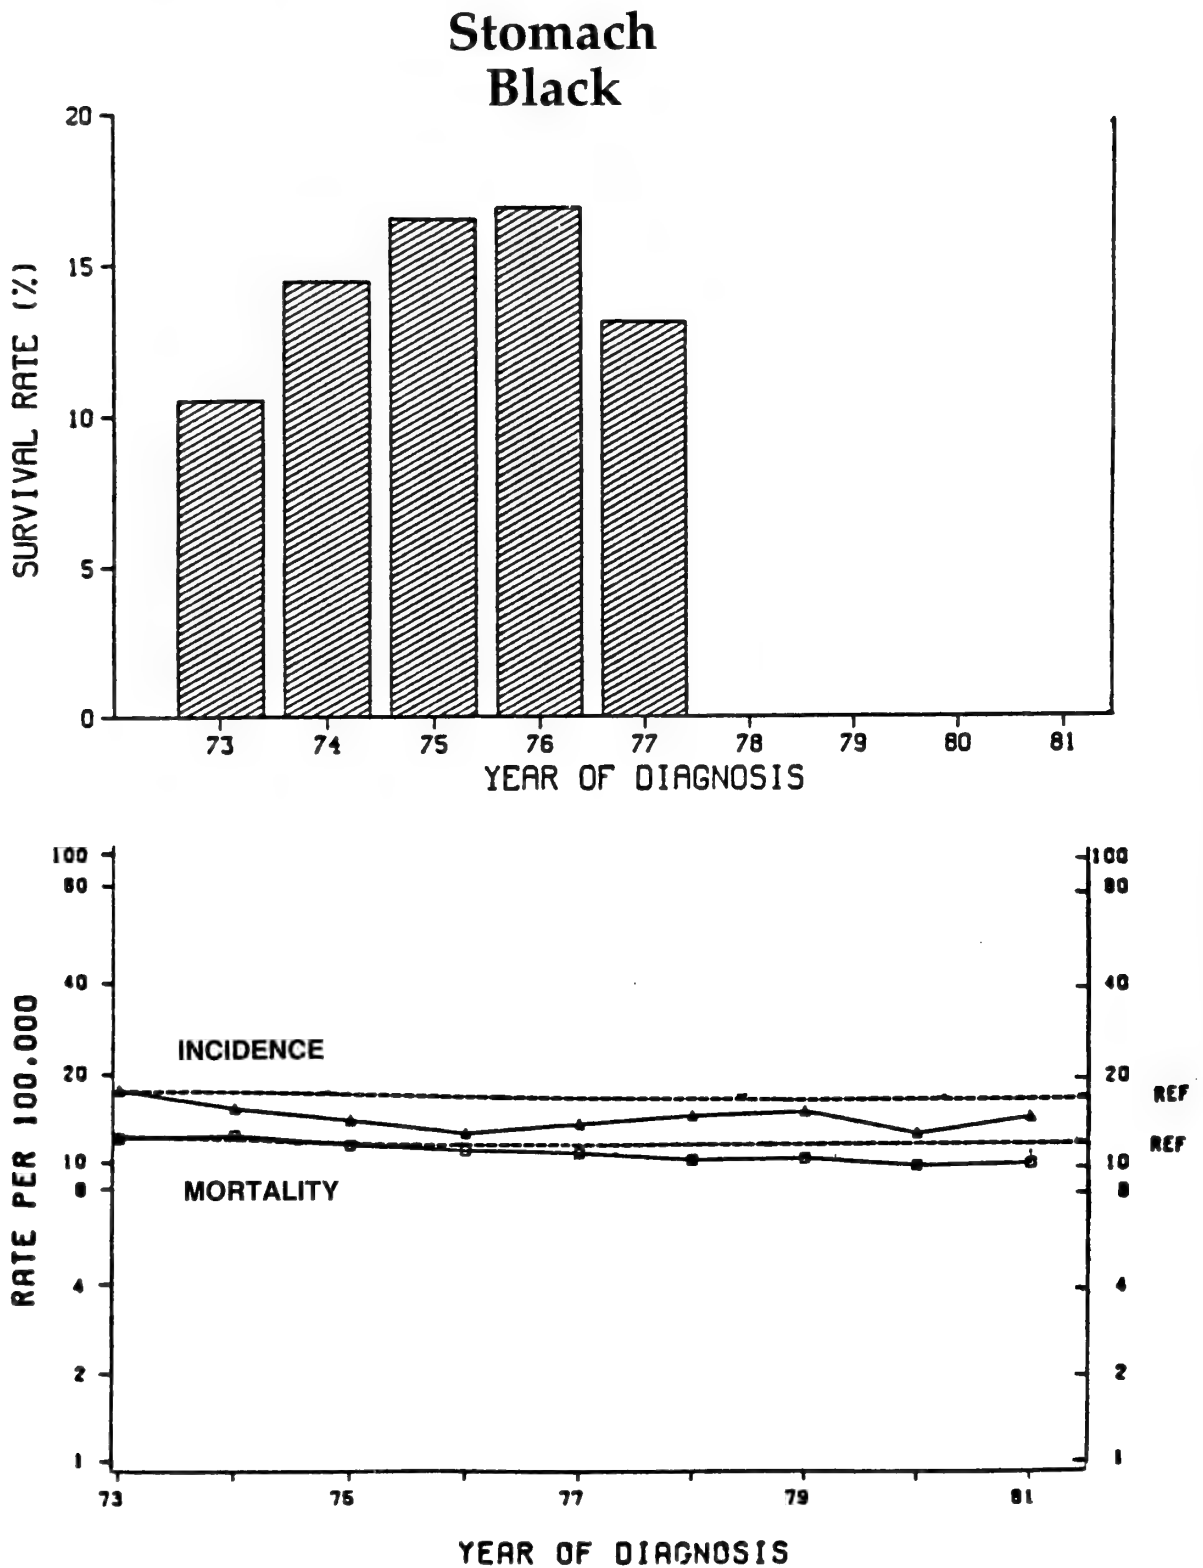 Stomach
Black
20
15
10
5
0
SURVIVAL RATE (%)
73 74 75 76 77 78 79 80 81
YEAR OF DIAGNOSIS
100
80
40
20
10
8
4
2
1
RATE PER 100.000
INCIDENCE
MORTALITY
100
80
40
20
10
8
4
2
1
REF
REF
73 75 77 79 81
YEAR OF DIAGNOSIS